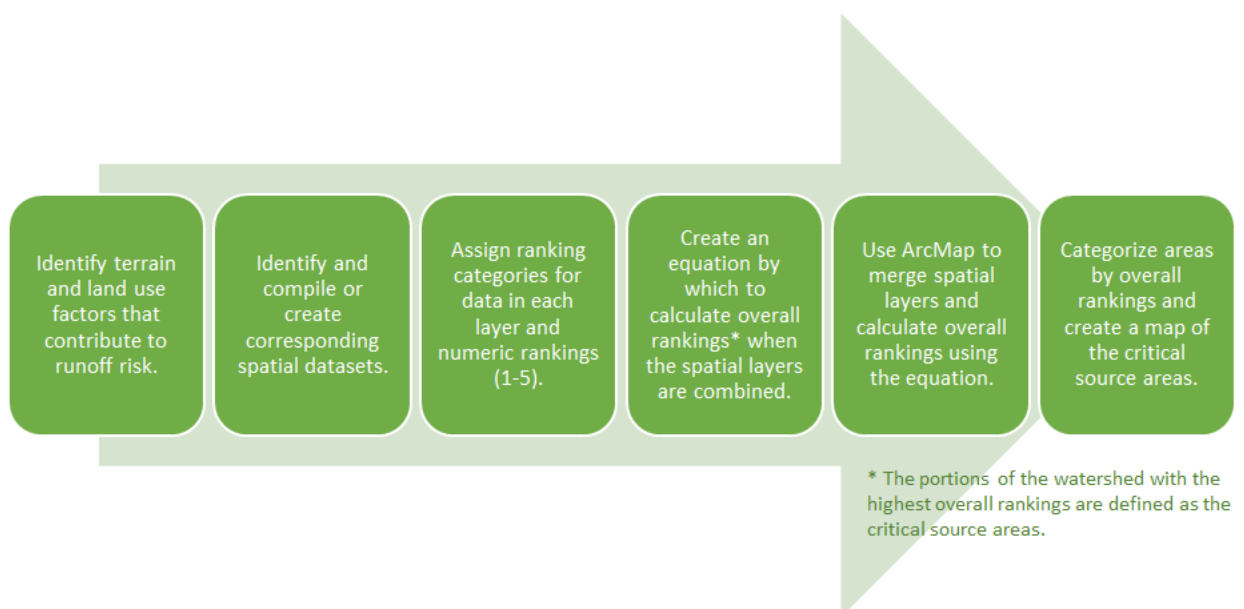 Identify terrain
and land use
factors that
contribute to
runoff risk.
Identify and
compile or
create
corresponding
spatial datasets.
Assign ranking
categories for
data in each
layer and
numeric rankings
(1-5).
Create an
equation by
which to
calculate overall
rankings* when
the spatial layers
are combined.
Use ArcMap to
merge spatial
layers and
calculate overall
rankings using
the equation.
Categorize areas
by overall
rankings and
create a map of
the critical
source areas.
* The portions of the watershed with the
highest overall rankings are defined as the
critical source areas.